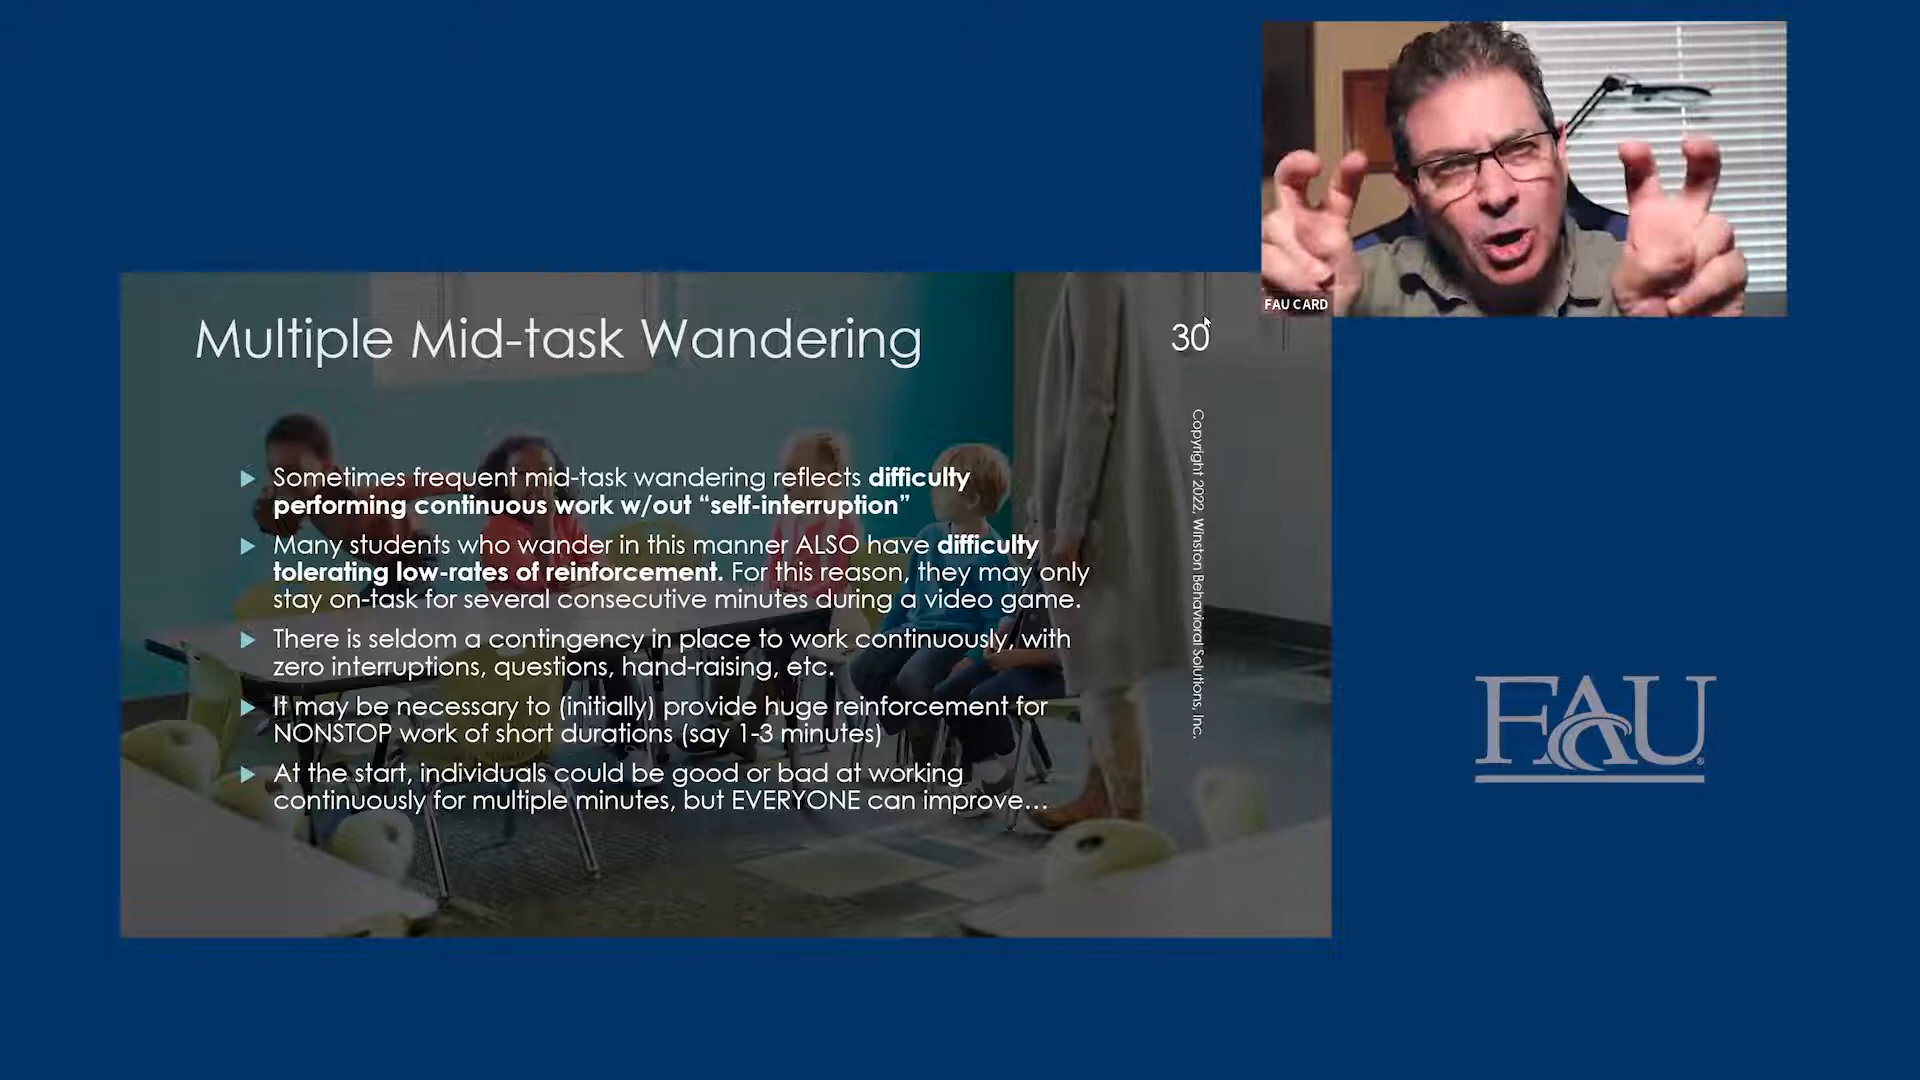 FAU CARD
Multiple Mid-task Wandering
30
Sometimes frequent mid-task wandering reflects difficulty
performing continuous work w/out “self-interruption”
Many students who wander in this manner ALSO have difficulty
tolerating low-rates of reinforcement. For this reason, they may only
stay on-task for several consecutive minutes during a video game.
There is seldom a contingency in place to work continuously, with
zero interruptions, questions, hand-raising, etc.
It may be necessary to (initially) provide huge reinforcement for
NONSTOP work of short durations (say 1-3 minutes)
At the start, individuals could be good or bad at working
continuously for multiple minutes, but EVERYONE can improve…
Copyright 2022, Winston Behavioral Solutions, Inc.
FAU®